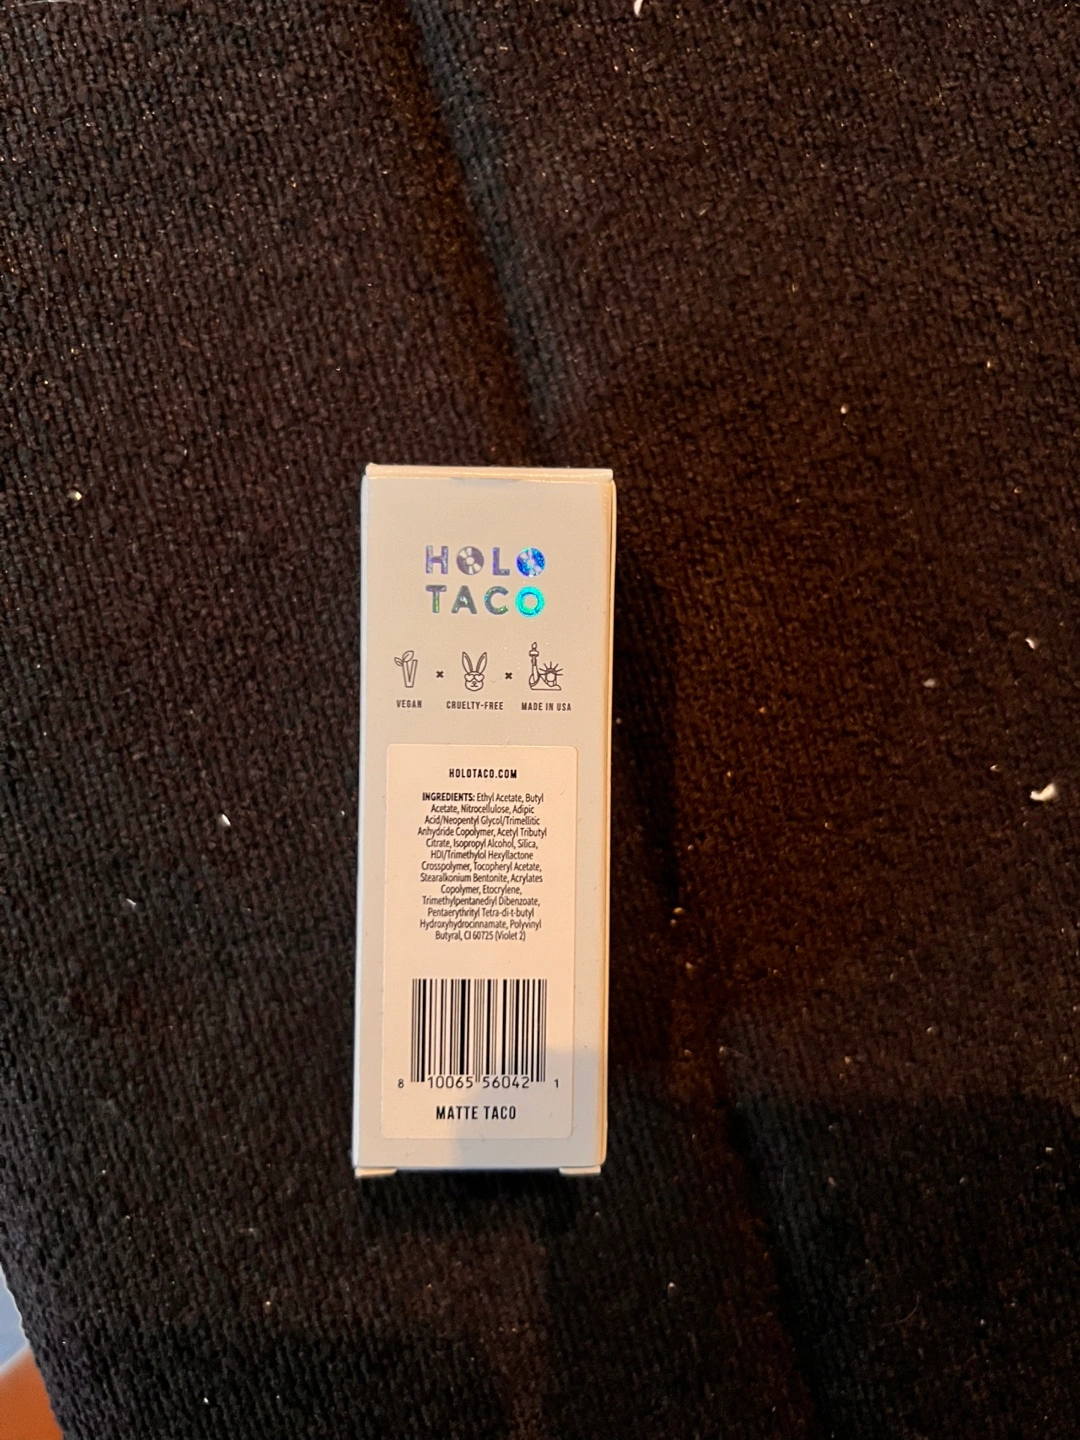 HOLO
TACO
VEGAN × CRUELTY-FREE × MADE IN USA
HOLOTACO.COM
INGREDIENTS: Ethyl Acetate, Butyl
Acetate, Nitrocellulose, Adipic
Acid/Neopentyl Glycol/Trimellitic
Anhydride Copolymer, Acetyl Tributyl
Citrate, Isopropyl Alcohol, Silica,
HDI/Trimethylol Hexyllactone
Crosspolymer, Tocopheryl Acetate,
Stearalkonium Bentonite, Acrylates
Copolymer, Etocrylene,
Trimethylpentanediyl Dibenzoate,
Pentaerythrityl Tetra-di-t-butyl
Hydroxyhydrocinnamate, Polyvinyl
Butyral, CI 60725 (Violet 2)
8 10065 56042 1
MATTE TACO